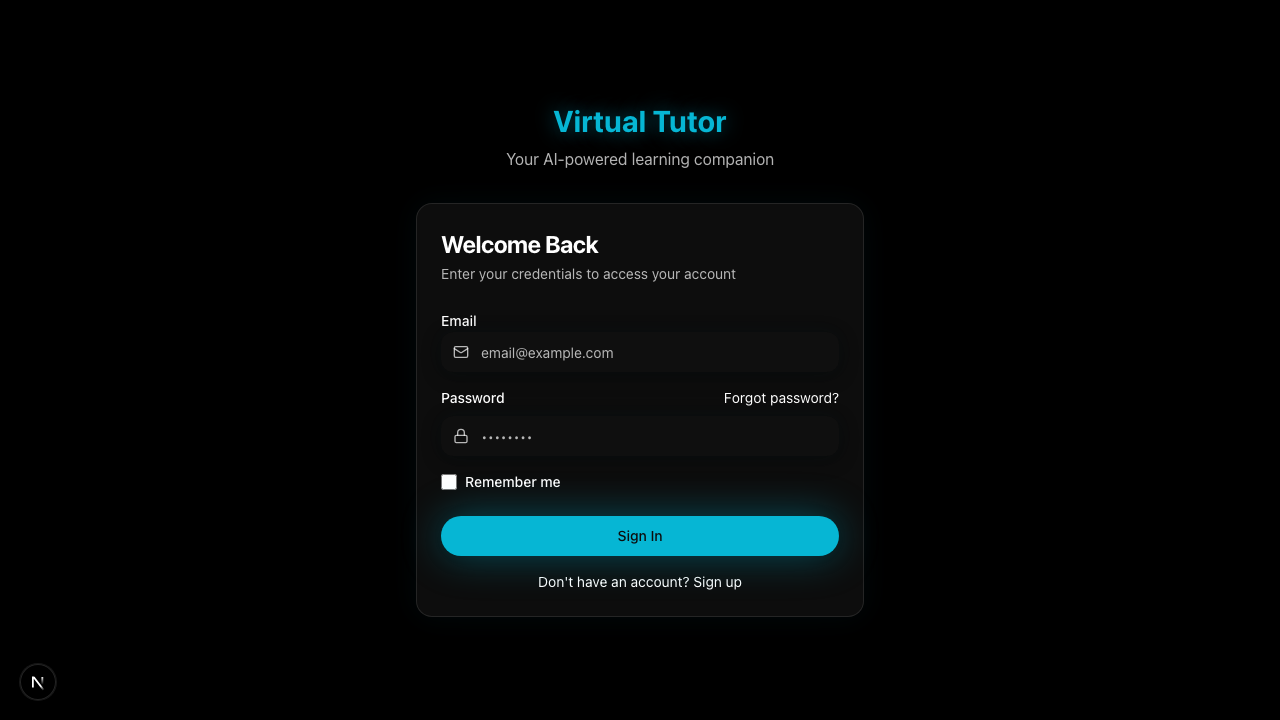 Virtual Tutor
Your AI-powered learning companion
Welcome Back
Enter your credentials to access your account
Email
email@example.com
Password Forgot password?
••••••••
Remember me
Sign In
Don't have an account? Sign up
N